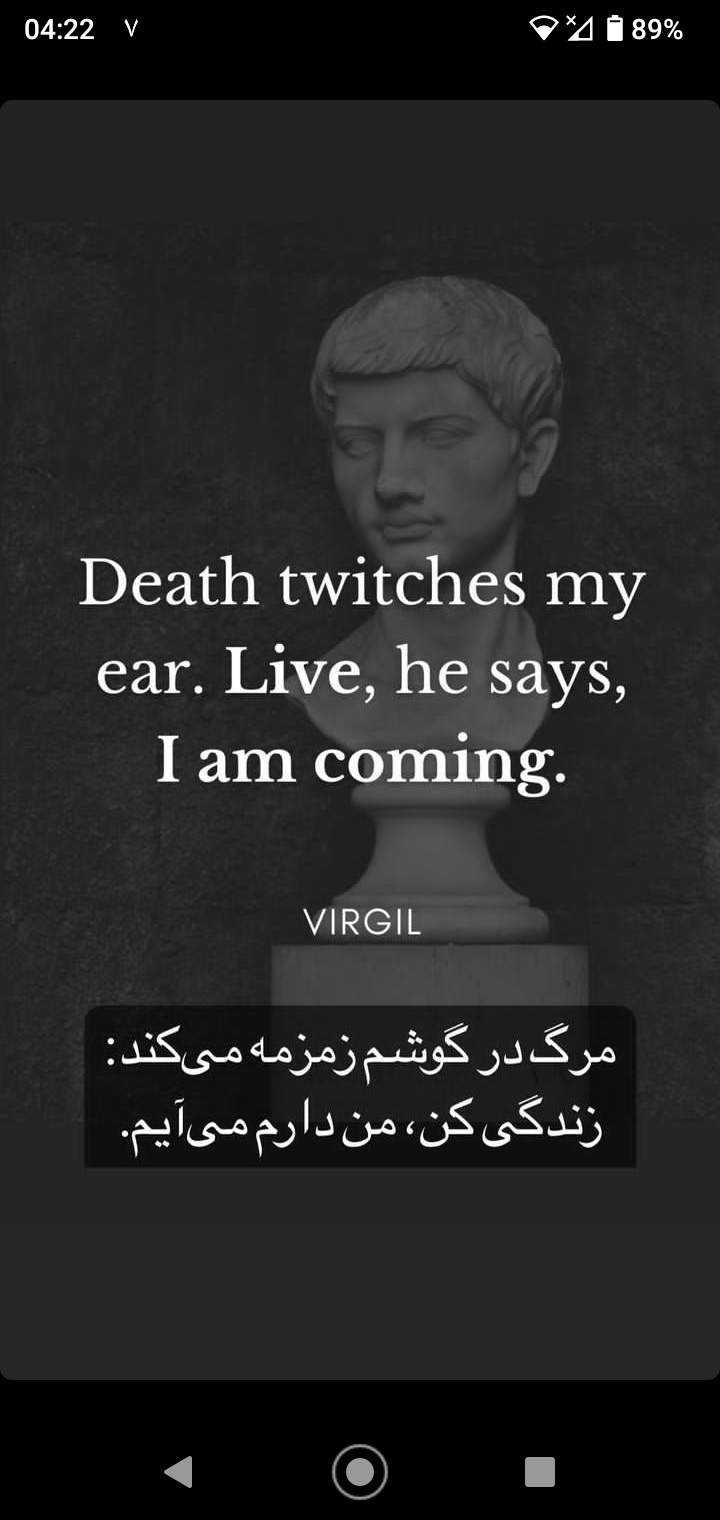 04:22 ٧ 89%
Death twitches my
ear. Live, he says,
I am coming.
VIRGIL
مرگ در گوشم زمزمه می‌کند:
زندگی کن، من دارم می‌آیم.